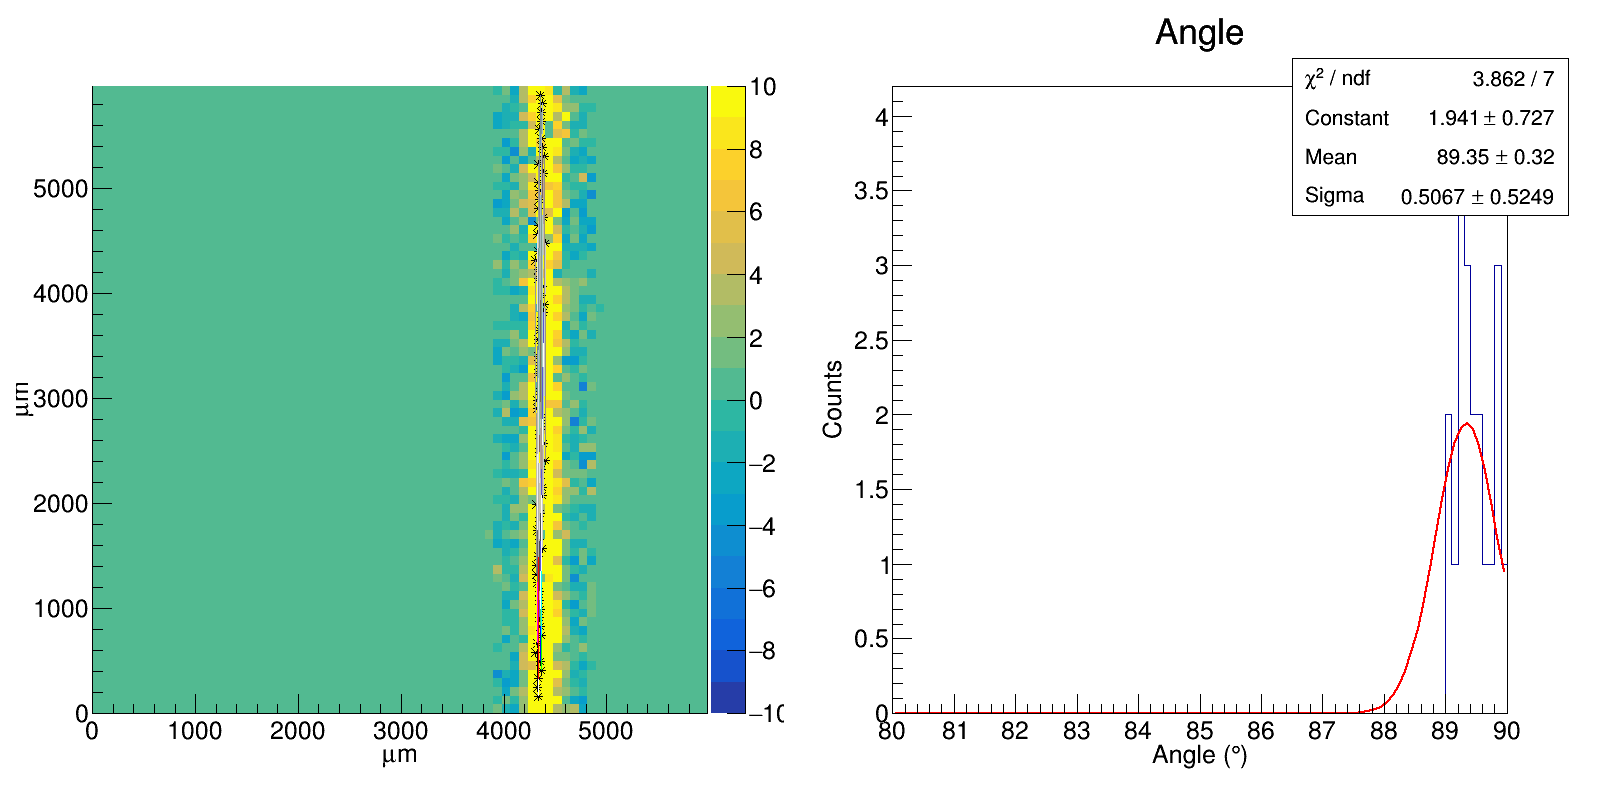 Angle
χ² / ndf 3.862 / 7
Constant 1.941 ± 0.727
Mean 89.35 ± 0.32
Sigma 0.5067 ± 0.5249
μm
5000
4000
3000
2000
1000
0
0 1000 2000 3000 4000 5000
μm
10
8
6
4
2
0
−2
−4
−6
−8
−10
Counts
4
3.5
3
2.5
2
1.5
1
0.5
0
80 81 82 83 84 85 86 87 88 89 90
Angle (°)